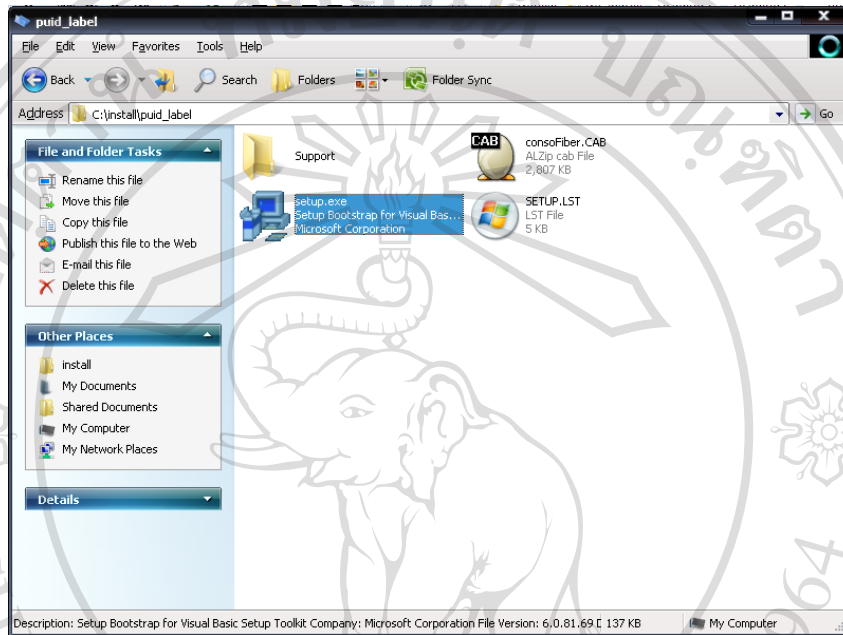 puid_label
File Edit View Favorites Tools Help
Back Search Folders Folder Sync
Address C:\install\puid_label Go
File and Folder Tasks
Rename this file
Move this file
Copy this file
Publish this file to the Web
E-mail this file
Delete this file
Other Places
install
My Documents
Shared Documents
My Computer
My Network Places
Details
Support
CAB
consoFiber.CAB
ALZip cab File
2,807 KB
setup.exe
Setup Bootstrap for Visual Bas...
Microsoft Corporation
SETUP.LST
LST File
5 KB
Description: Setup Bootstrap for Visual Basic Setup Toolkit Company: Microsoft Corporation File Version: 6.0.81.69 D 137 KB My Computer
964